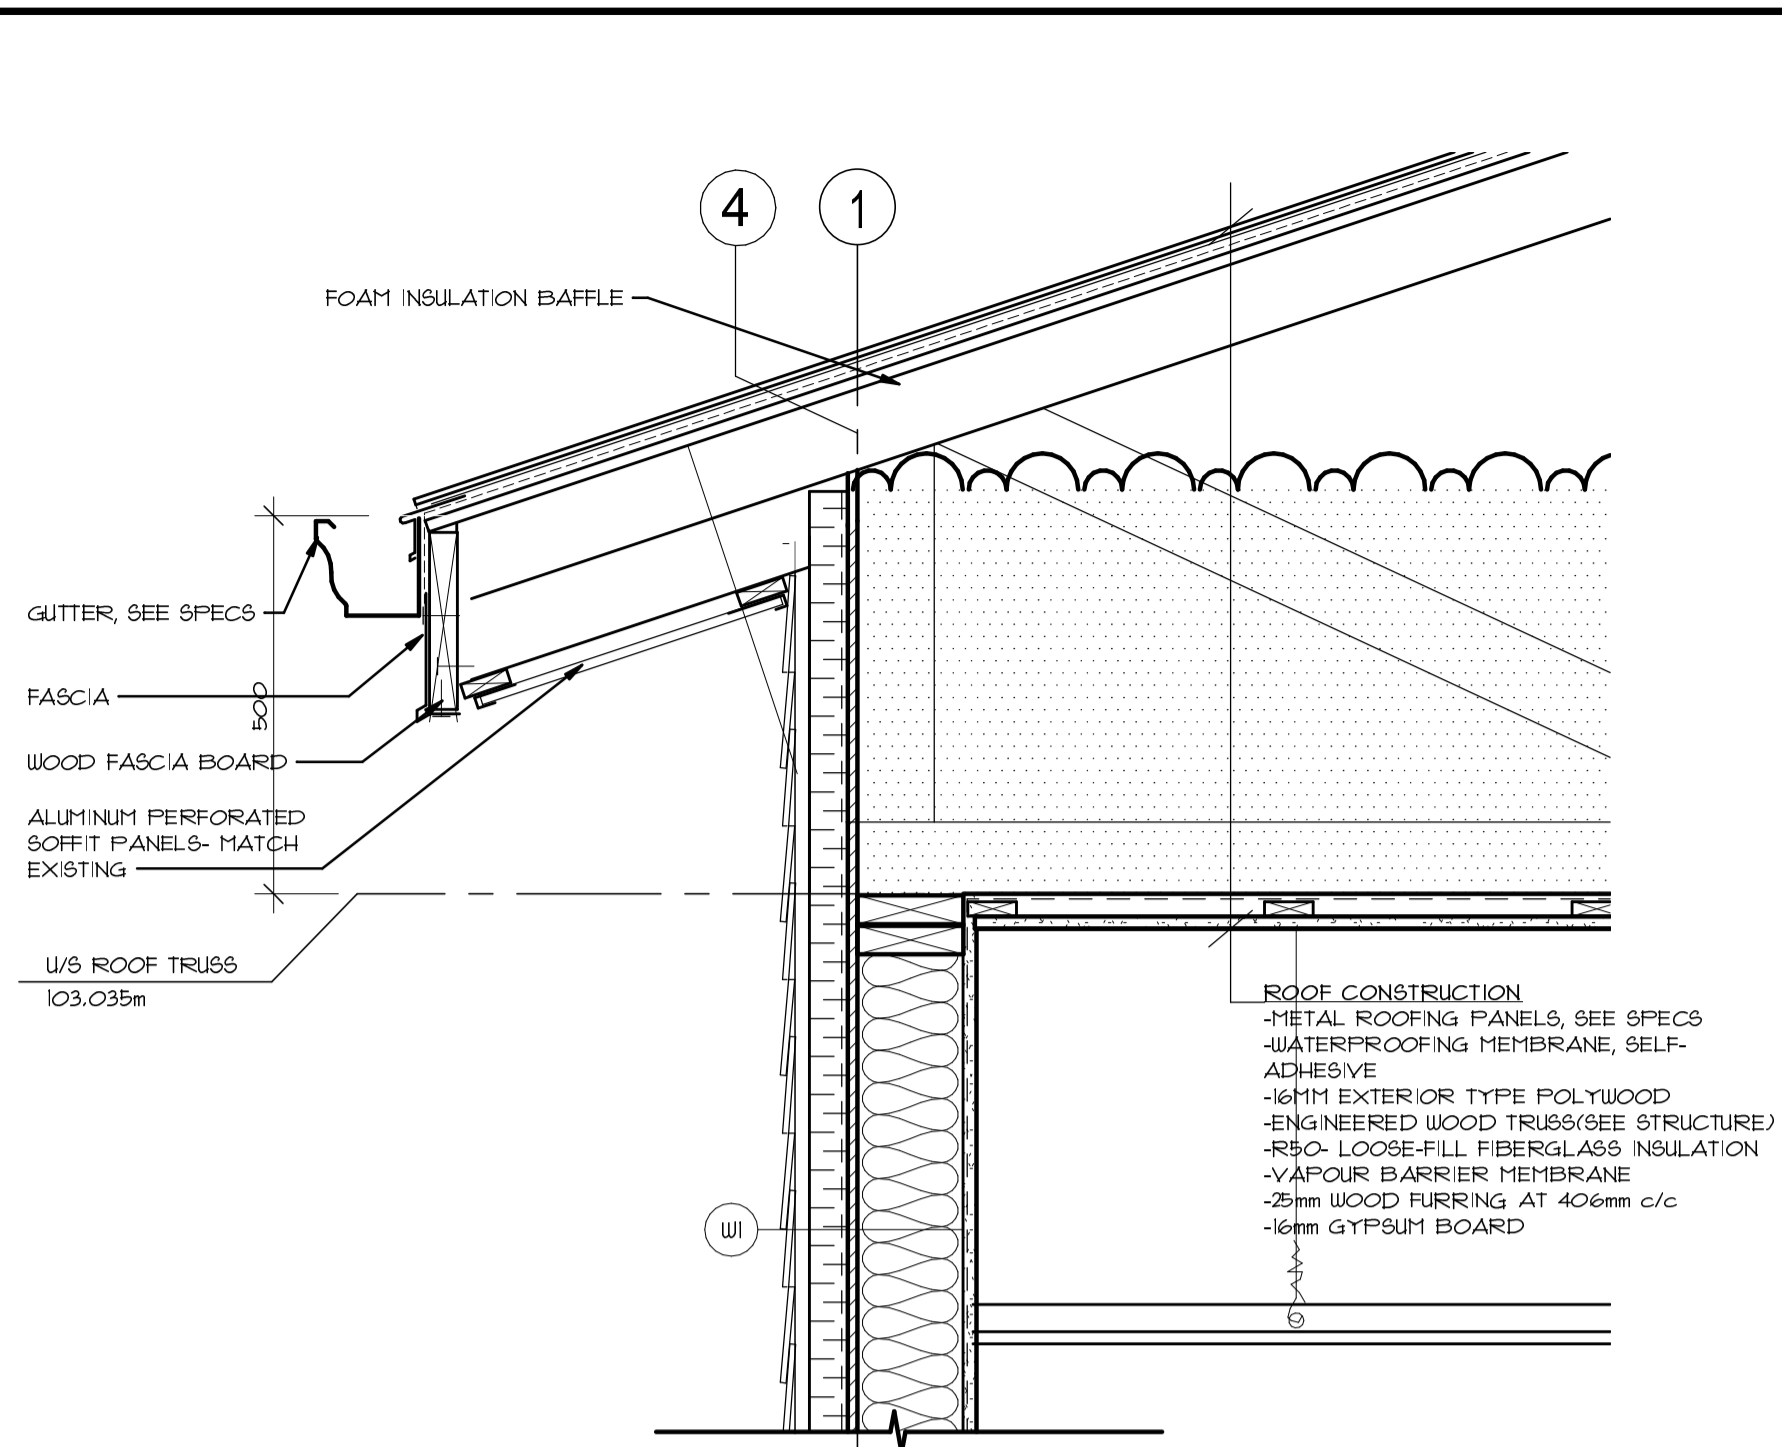 4 1
FOAM INSULATION BAFFLE
GUTTER, SEE SPECS
FASCIA
500
WOOD FASCIA BOARD
ALUMINUM PERFORATED
SOFFIT PANELS- MATCH
EXISTING
U/S ROOF TRUSS
103.035m
ROOF CONSTRUCTION
-METAL ROOFING PANELS, SEE SPECS
-WATERPROOFING MEMBRANE, SELF-
ADHESIVE
-16MM EXTERIOR TYPE POLYWOOD
-ENGINEERED WOOD TRUSS(SEE STRUCTURE)
-R50- LOOSE-FILL FIBERGLASS INSULATION
-VAPOUR BARRIER MEMBRANE
-25mm WOOD FURRING AT 406mm c/c
-16mm GYPSUM BOARD
W1